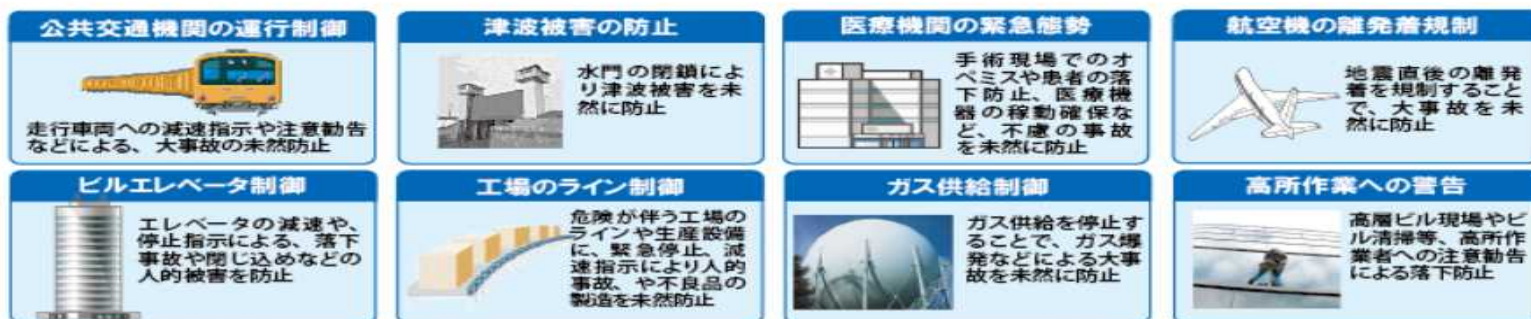 公共交通機関の運行制御
走行車両への減速指示や注意勧告
などによる、大事故の未然防止
津波被害の防止
水門の閉鎖によ
り津波被害を未
然に防止
医療機関の緊急態勢
手術現場でのオ
ペミスや患者の落
下防止、医療機
器の稼動確保な
ど、不慮の事故
を未然に防止
航空機の離発着規制
地震直後の離発
着を規制すること
で、大事故を未
然に防止
ビルエレベータ制御
エレベータの減速や、
停止指示による、落下
事故や閉じ込めなどの
人的被害を防止
工場のライン制御
危険が伴う工場の
ラインや生産設備
に、緊急停止、減
速指示により人的
事故、や不良品の
製造を未然防止
ガス供給制御
ガス供給を停止す
ることで、ガス爆
発などによる大事
故を未然に防止
高所作業への警告
高層ビル現場やビ
ル清掃等、高所作
業者への注意勧告
による落下防止